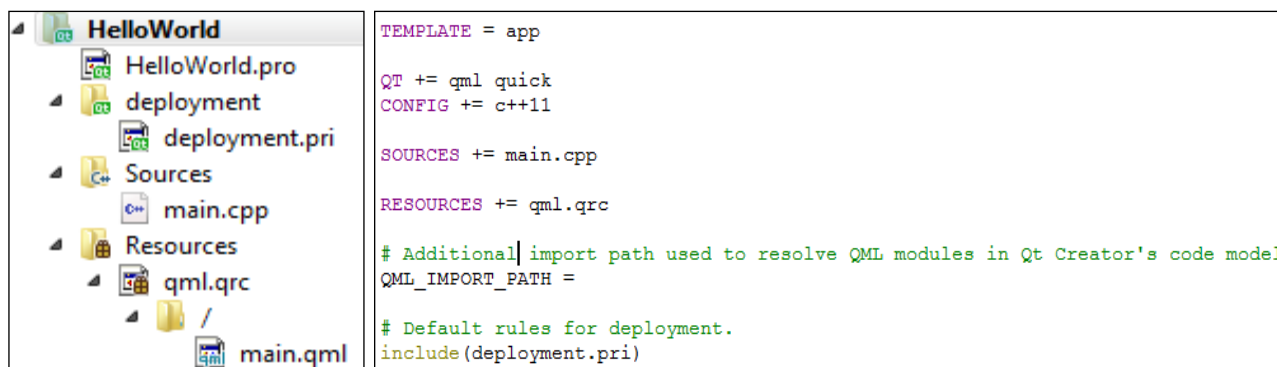 HelloWorld
HelloWorld.pro
deployment
deployment.pri
Sources
main.cpp
Resources
qml.qrc
/
main.qml
TEMPLATE = app
QT += qml quick
CONFIG += c++11
SOURCES += main.cpp
RESOURCES += qml.qrc
# Additional import path used to resolve QML modules in Qt Creator's code model
QML_IMPORT_PATH =
# Default rules for deployment.
include(deployment.pri)